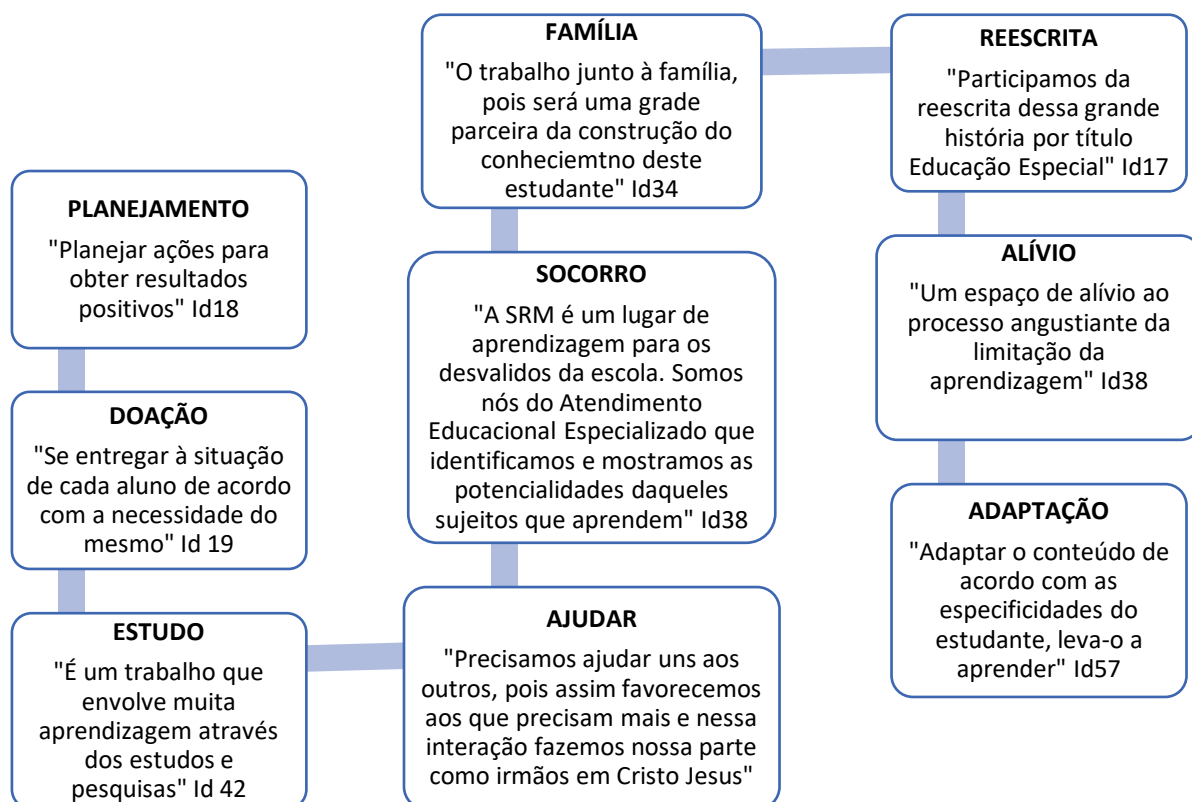 PLANEJAMENTO
"Planejar ações para
obter resultados
positivos" Id18
DOAÇÃO
"Se entregar à situação
de cada aluno de acordo
com a necessidade do
mesmo" Id 19
ESTUDO
"É um trabalho que
envolve muita
aprendizagem através
dos estudos e
pesquisas" Id 42
AJUDAR
"Precisamos ajudar uns aos
outros, pois assim favorecemos
aos que precisam mais e nessa
interação fazemos nossa parte
como irmãos em Cristo Jesus"
SOCORRO
"A SRM é um lugar de
aprendizagem para os
desvalidos da escola. Somos
nós do Atendimento
Educacional Especializado que
identificamos e mostramos as
potencialidades daqueles
sujeitos que aprendem" Id38
FAMÍLIA
"O trabalho junto à família,
pois será uma grade
parceira da construção do
conheciemtno deste
estudante" Id34
REESCRITA
"Participamos da
reescrita dessa grande
história por título
Educação Especial" Id17
ALÍVIO
"Um espaço de alívio ao
processo angustiante da
limitação da
aprendizagem" Id38
ADAPTAÇÃO
"Adaptar o conteúdo de
acordo com as
especificidades do
estudante, leva-o a
aprender" Id57